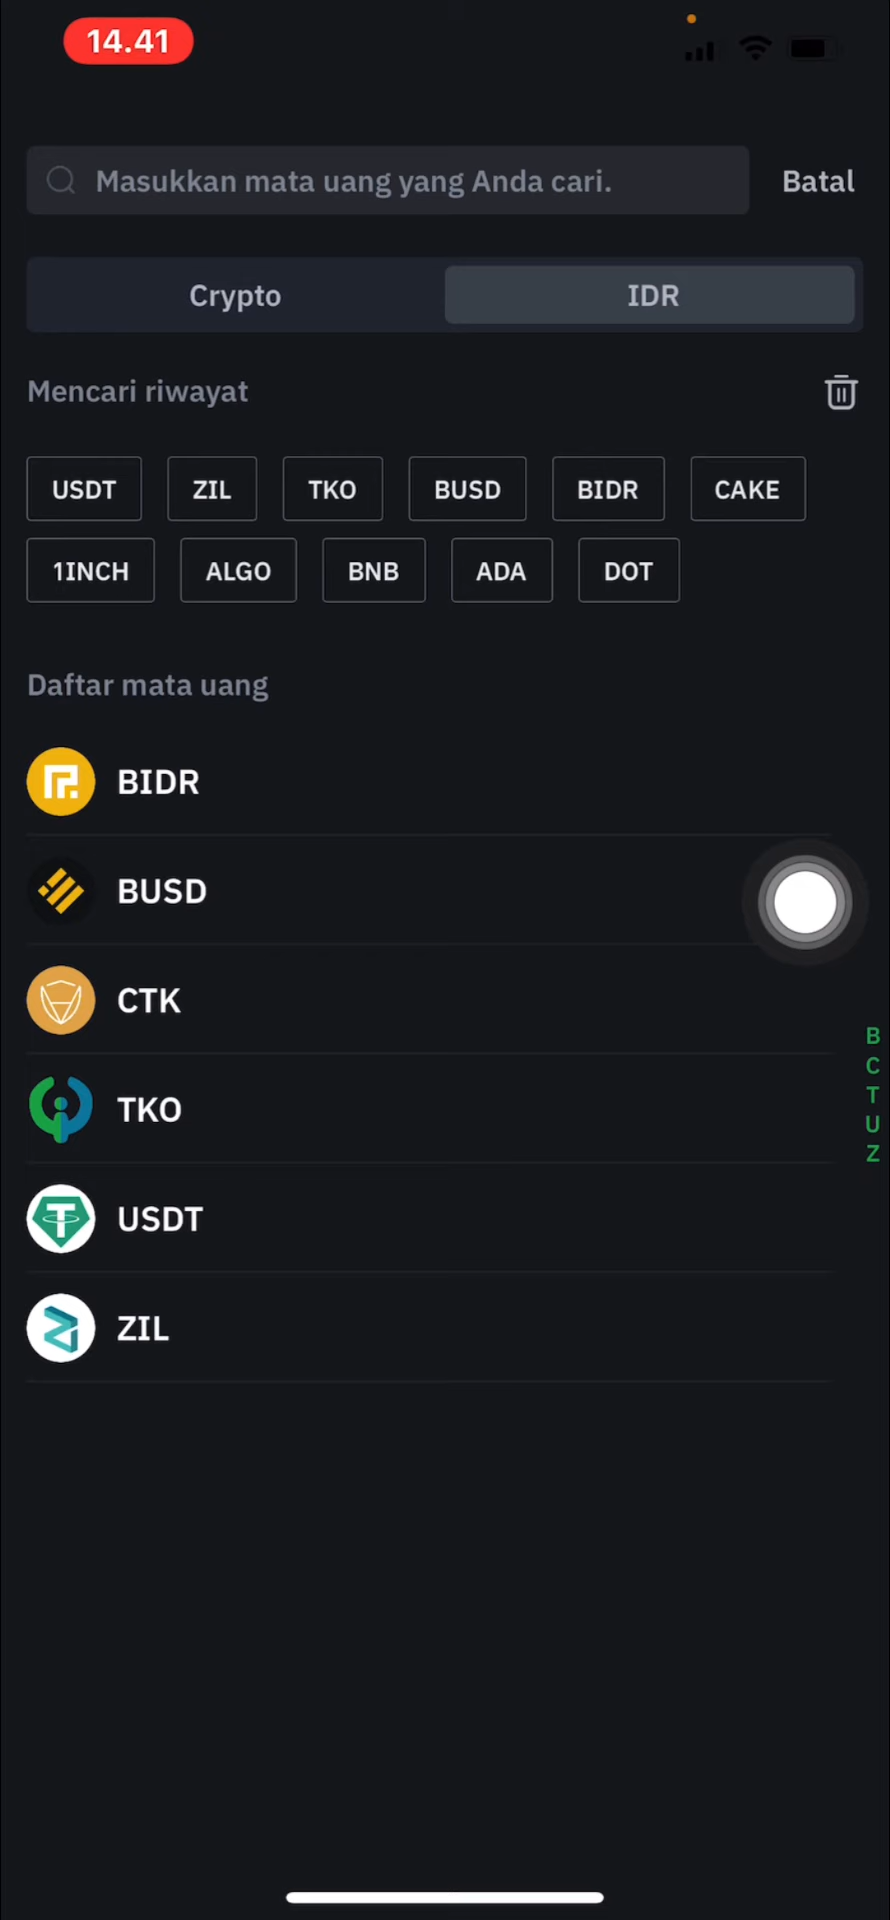 14.41
Masukkan mata uang yang Anda cari.
Batal
Crypto
IDR
Mencari riwayat
USDT ZIL TKO BUSD BIDR CAKE
1INCH ALGO BNB ADA DOT
Daftar mata uang
BIDR
BUSD
CTK
TKO
USDT
ZIL
B
C
T
U
Z